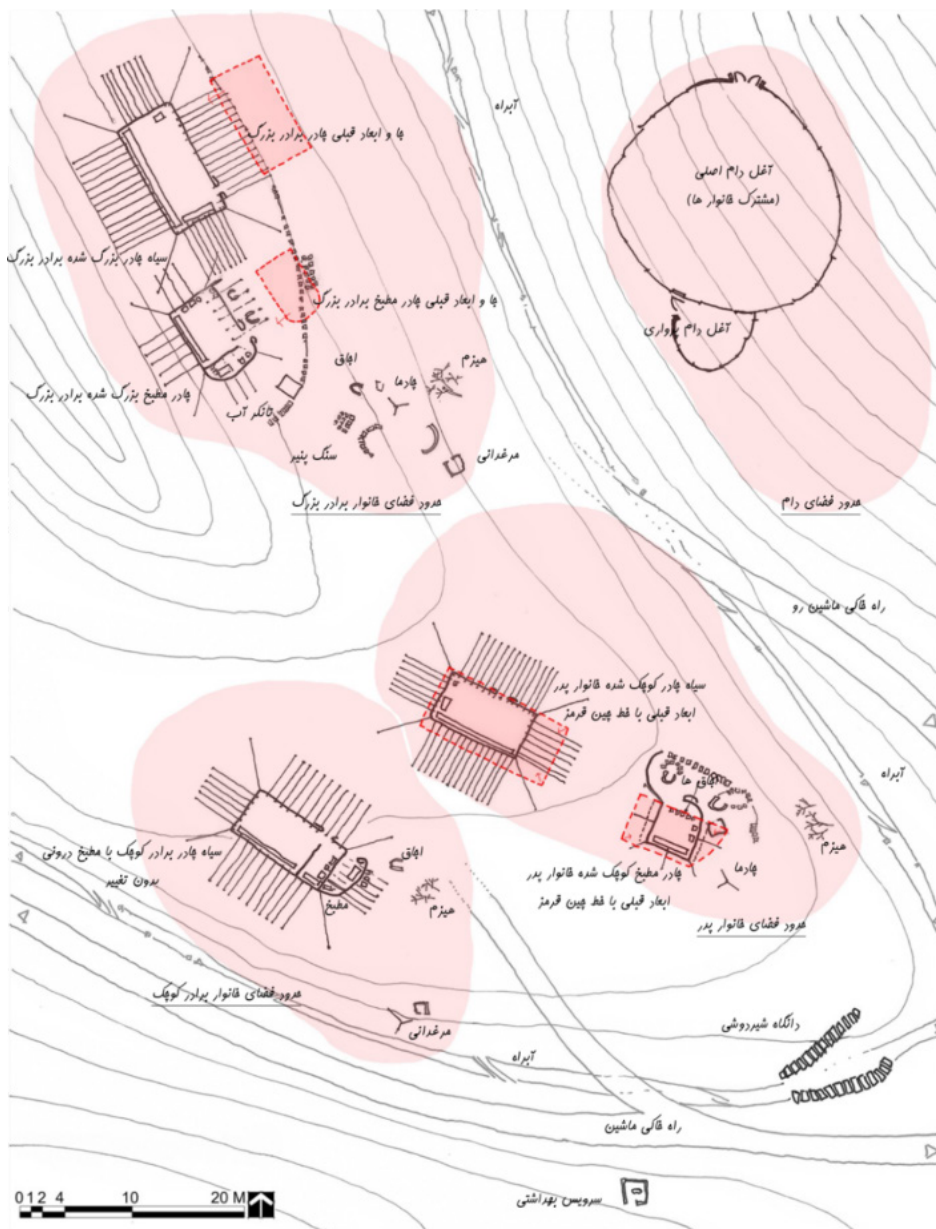 آبراه
جا و ابعاد قبلی چادر برادر بزرگ
آغل دام اصلی
(مشترک خانوار ها)
سیاه چادر بزرگ شده برادر بزرگ
جا و ابعاد قبلی چادر مطبخ برادر بزرگ
آغل دام پرواری
اجاق
چادما
هیزم
چادر مطبخ بزرگ شده برادر بزرگ
تانکر آب
سنگ پنیر
مرغدانی
حدود فضای خانوار برادر بزرگ
حدود فضای دام
راه خاکی ماشین رو
سیاه چادر کوچک شده خانوار پدر
ابعاد قبلی با خط چین قرمز
آبراه
اجاق ها
هیزم
سیاه چادر برادر کوچک با مطبخ درونی
بدون تغییر
اجاق
مطبخ
هیزم
چادما
چادر مطبخ کوچک شده خانوار پدر
ابعاد قبلی با خط چین قرمز
حدود فضای خانوار پدر
حدود فضای خانوار برادر کوچک
مرغدانی
دانگاه شیردوشی
آبراه
راه خاکی ماشین
سرویس بهداشتی
0 1 2 4 10 20 M